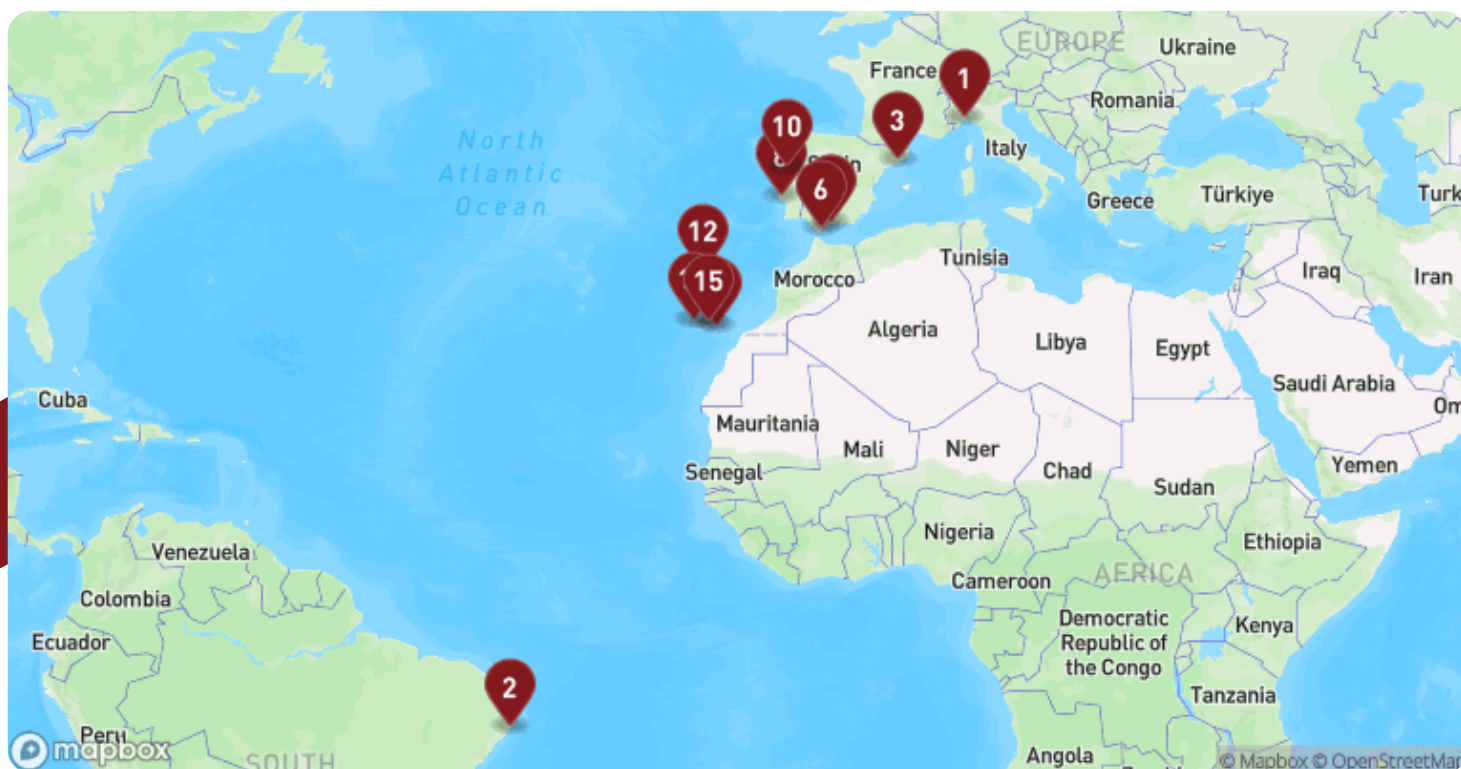 EUROPE
Ukraine
France
1
Romania
3
10
Italy
6
Türkiye
Greece
12
Tunisia
Morocco
Iraq
Iran
15
Algeria
Libya
Egypt
Saudi Arabia
North
Atlantic
Ocean
Cuba
Mauritania
Mali
Niger
Chad
Senegal
Sudan
Yemen
Nigeria
Ethiopia
Venezuela
Cameroon
AFRICA
Colombia
Democratic
Republic of
the Congo
Kenya
Ecuador
2
Tanzania
Peru
SOUTH
Angola
mapbox
© Mapbox © OpenStreetMap